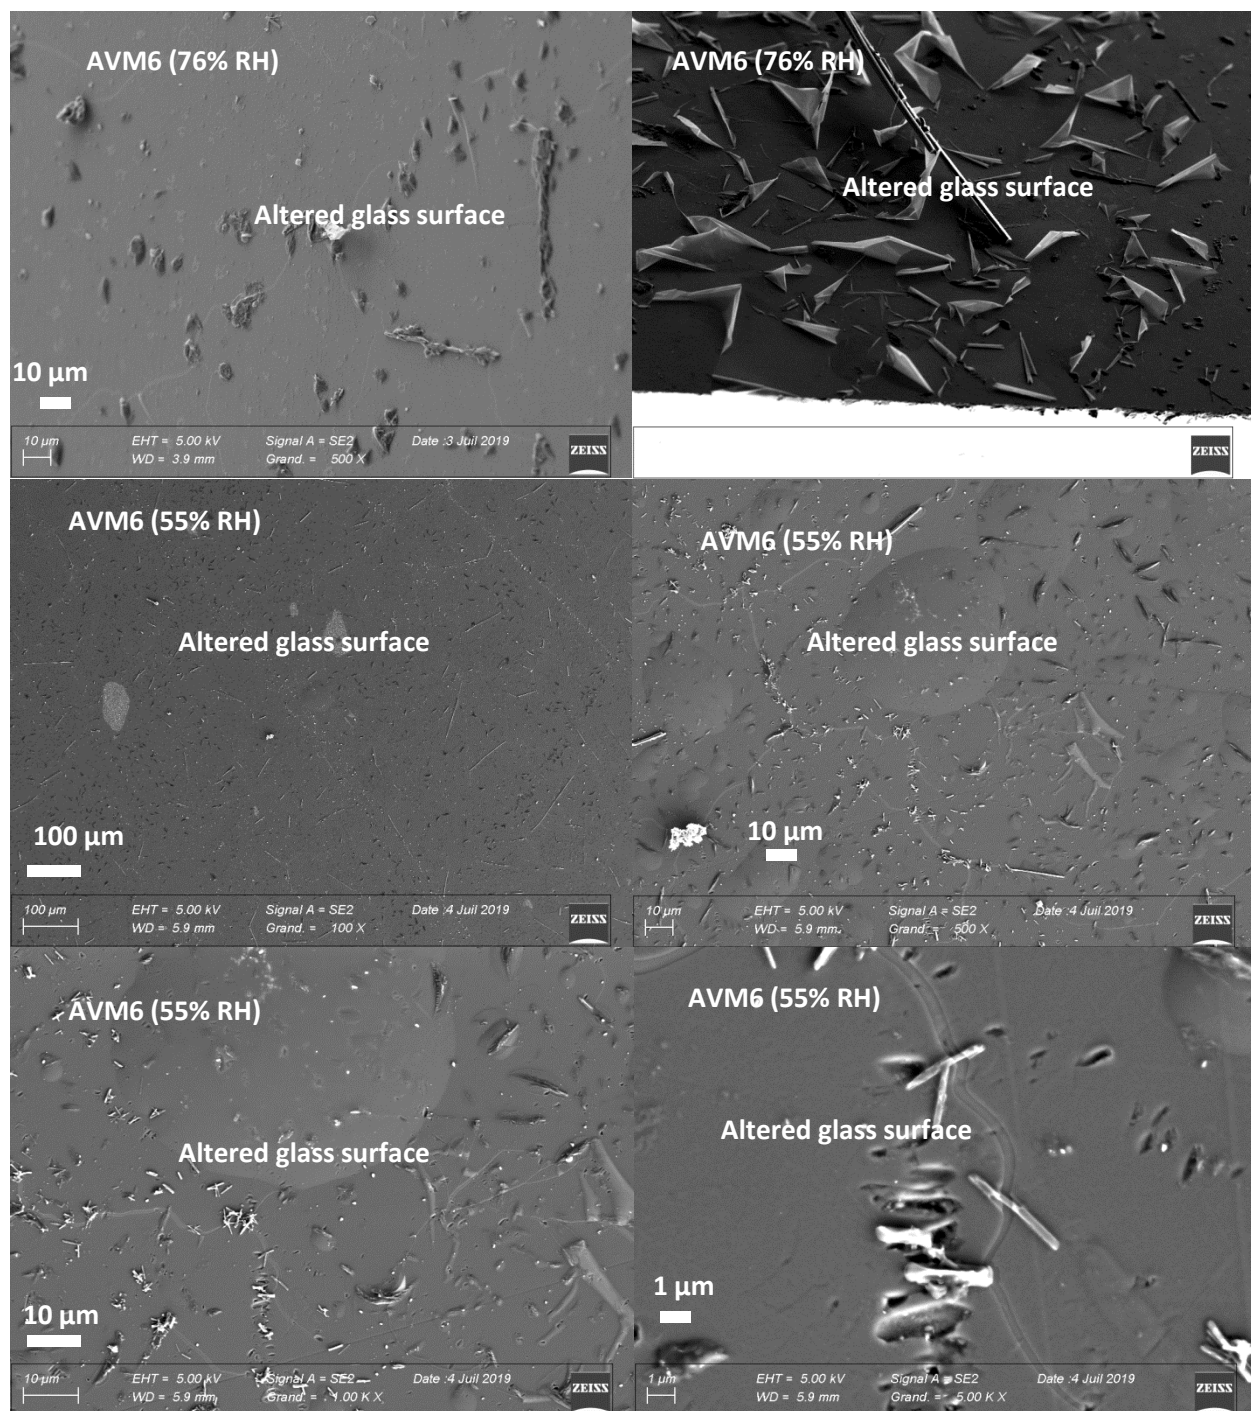 AVM6 (76% RH)
Altered glass surface
10 µm
10 µm
EHT = 5.00 kV
Signal A = SE2
Date :3 Juil 2019
WD = 3.9 mm
Grand. = 500 X
ZEISS
AVM6 (76% RH)
Altered glass surface
ZEISS
AVM6 (55% RH)
Altered glass surface
100 µm
100 µm
EHT = 5.00 kV
Signal A = SE2
Date :4 Juil 2019
WD = 5.9 mm
Grand. = 100 X
ZEISS
AVM6 (55% RH)
Altered glass surface
10 µm
10 µm
EHT = 5.00 kV
Signal A = SE2
Date :4 Juil 2019
WD = 5.9 mm
Grand. = 500 X
ZEISS
AVM6 (55% RH)
Altered glass surface
10 µm
10 µm
EHT = 5.00 kV
Signal A = SE2
Date :4 Juil 2019
WD = 5.9 mm
Grand. = 1.00 K X
ZEISS
AVM6 (55% RH)
Altered glass surface
1 µm
1 µm
EHT = 5.00 kV
Signal A = SE2
Date :4 Juil 2019
WD = 5.9 mm
Grand. = 5.00 K X
ZEISS